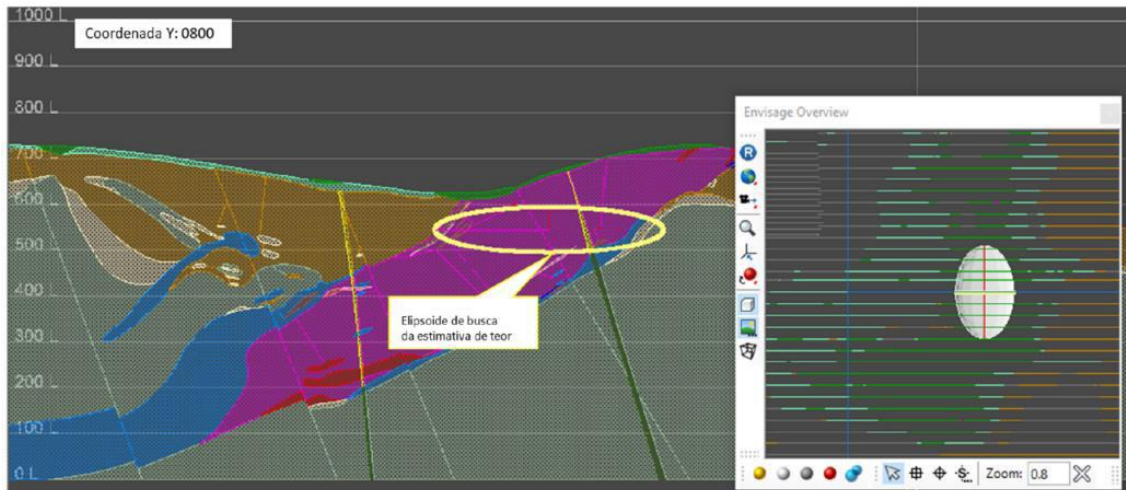 1000 L
Coordenada Y: 0800
900 L
800 L
700 L
600 L
500 L
400 L
300 L
200 L
100 L
0 L
Elipsoide de busca
da estimativa de teor
Envisage Overview
R
S
Zoom: 0.8